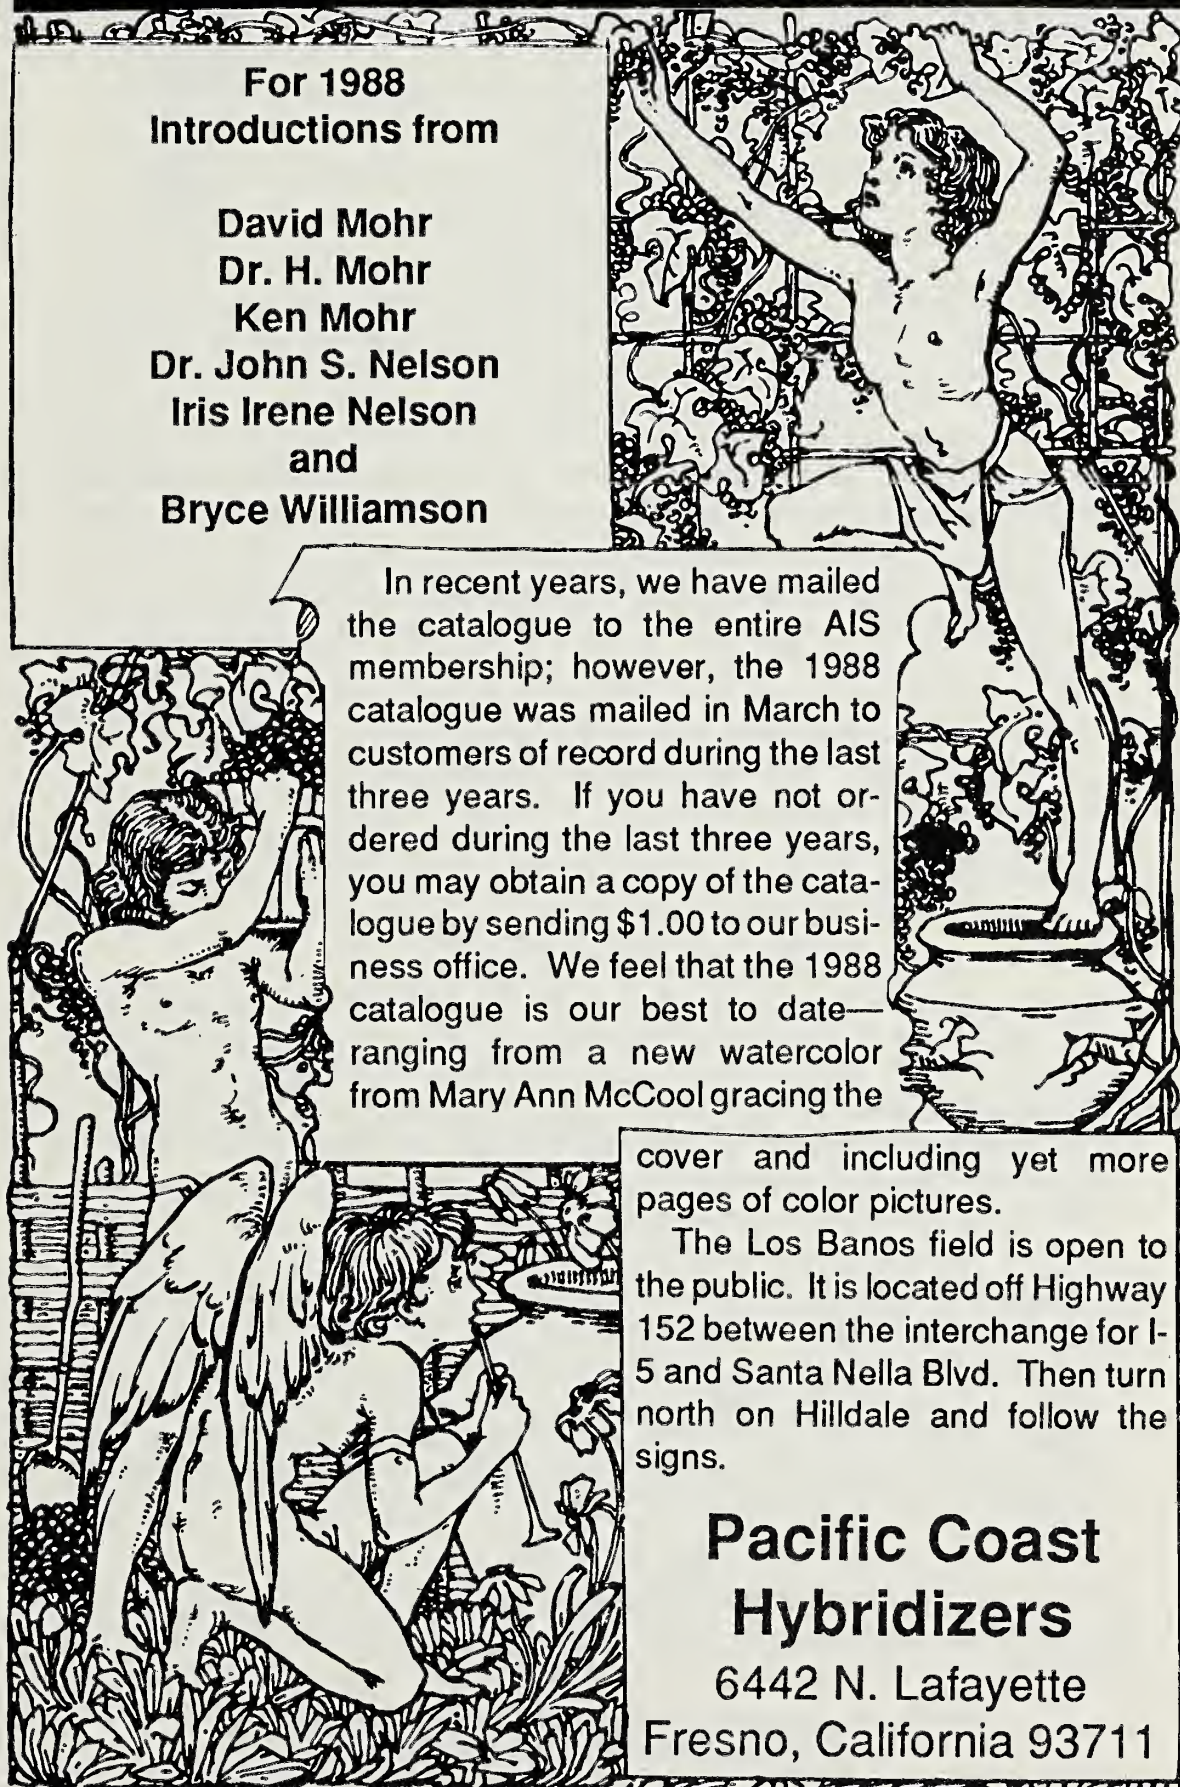 For 1988
Introductions from
David Mohr
Dr. H. Mohr
Ken Mohr
Dr. John S. Nelson
Iris Irene Nelson
and
Bryce Williamson
In recent years, we have mailed
the catalogue to the entire AIS
membership; however, the 1988
catalogue was mailed in March to
customers of record during the last
three years. If you have not or-
dered during the last three years,
you may obtain a copy of the cata-
logue by sending $1.00 to our busi-
ness office. We feel that the 1988
catalogue is our best to date—
ranging from a new watercolor
from Mary Ann McCool gracing the
cover and including yet more
pages of color pictures.
The Los Banos field is open to
the public. It is located off Highway
152 between the interchange for I-
5 and Santa Nella Blvd. Then turn
north on Hilldale and follow the
signs.
Pacific Coast
Hybridizers
6442 N. Lafayette
Fresno, California 93711